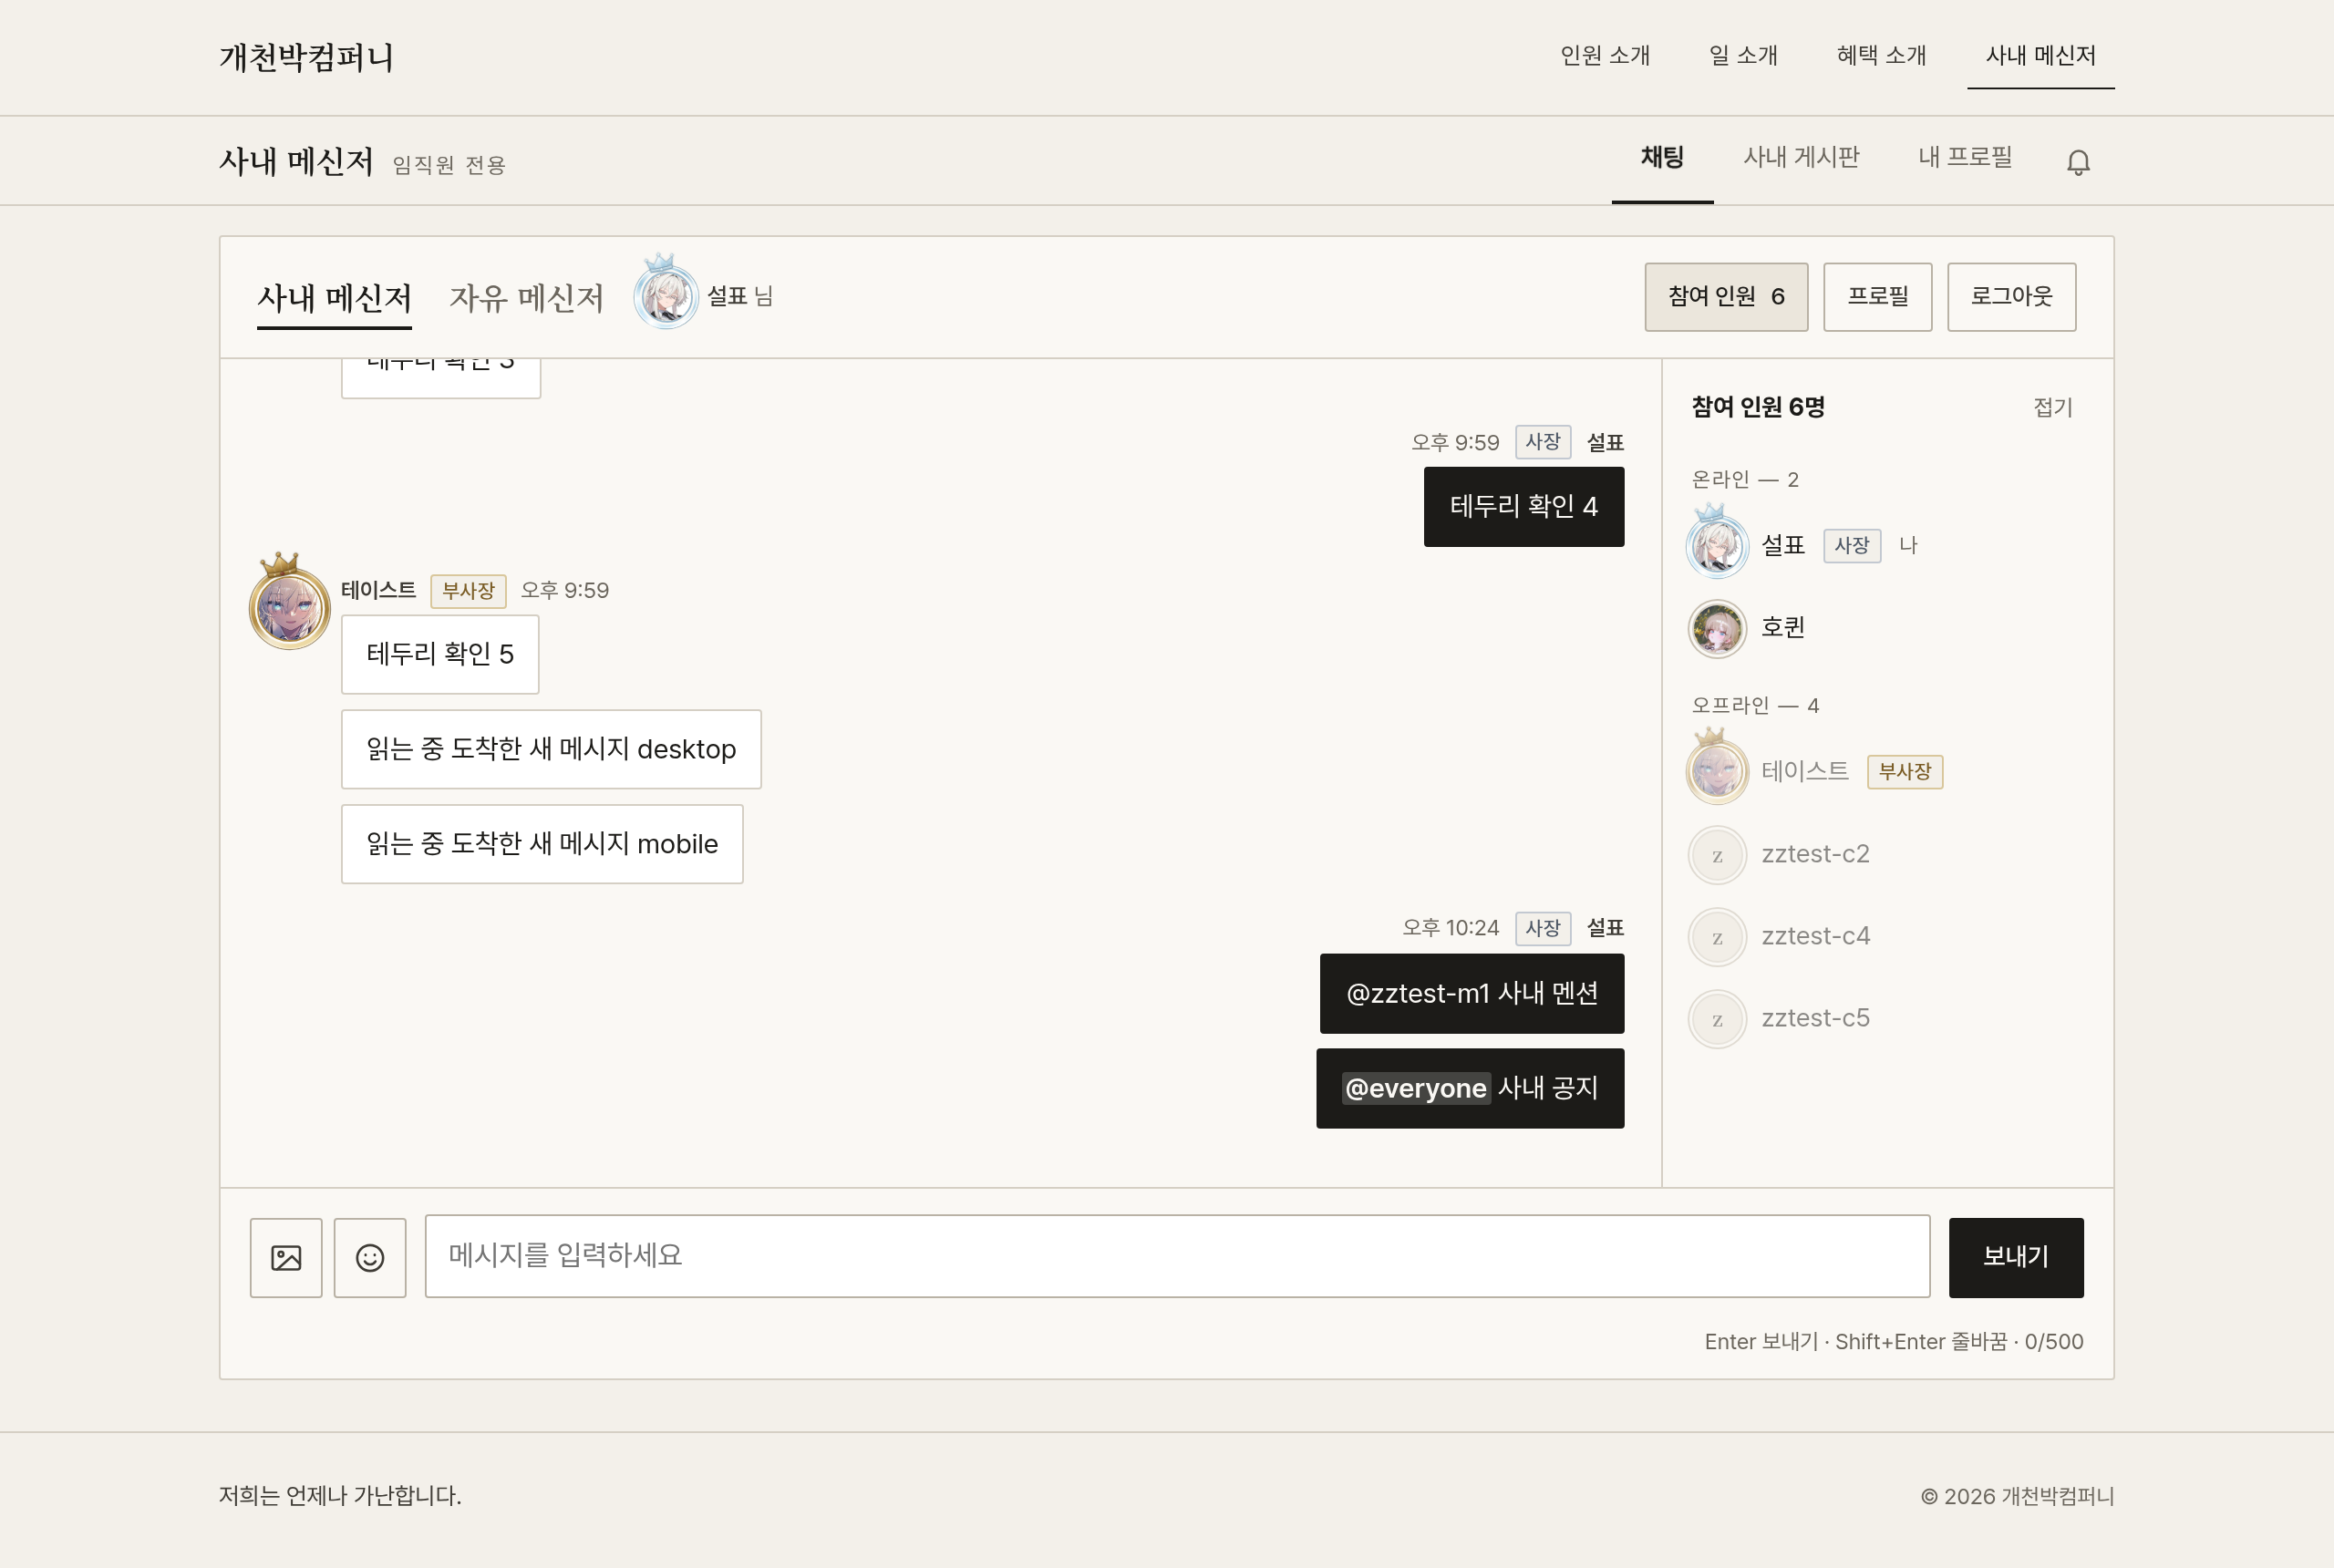 개천박컴퍼니
인원 소개
일 소개
혜택 소개
사내 메신저
사내 메신저 임직원 전용
채팅
사내 게시판
내 프로필
사내 메신저
자유 메신저
설표 님
참여 인원 6
프로필
로그아웃
테두리 확인 3
오후 9:59 사장 설표
테두리 확인 4
테이스트 부사장 오후 9:59
테두리 확인 5
읽는 중 도착한 새 메시지 desktop
읽는 중 도착한 새 메시지 mobile
오후 10:24 사장 설표
@zztest-m1 사내 멘션
@everyone 사내 공지
참여 인원 6명
접기
온라인 — 2
설표 사장 나
호퀸
오프라인 — 4
테이스트 부사장
z zztest-c2
z zztest-c4
z zztest-c5
메시지를 입력하세요
보내기
Enter 보내기 · Shift+Enter 줄바꿈 · 0/500
저희는 언제나 가난합니다.
© 2026 개천박컴퍼니